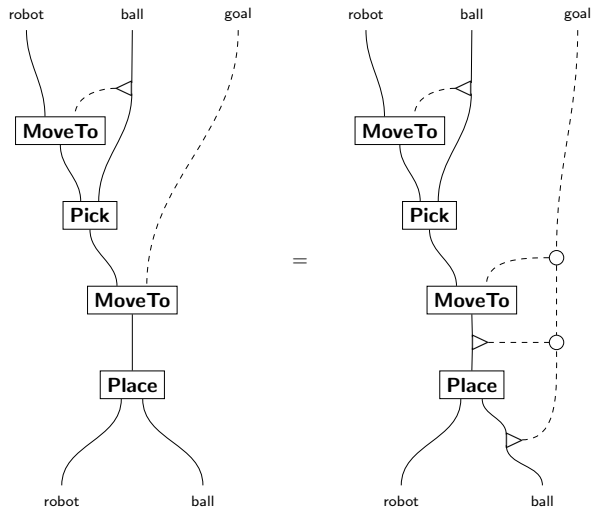 robot ball goal
robot ball goal
MoveTo
MoveTo
Pick
Pick
=
MoveTo
MoveTo
Place
Place
robot ball
robot ball